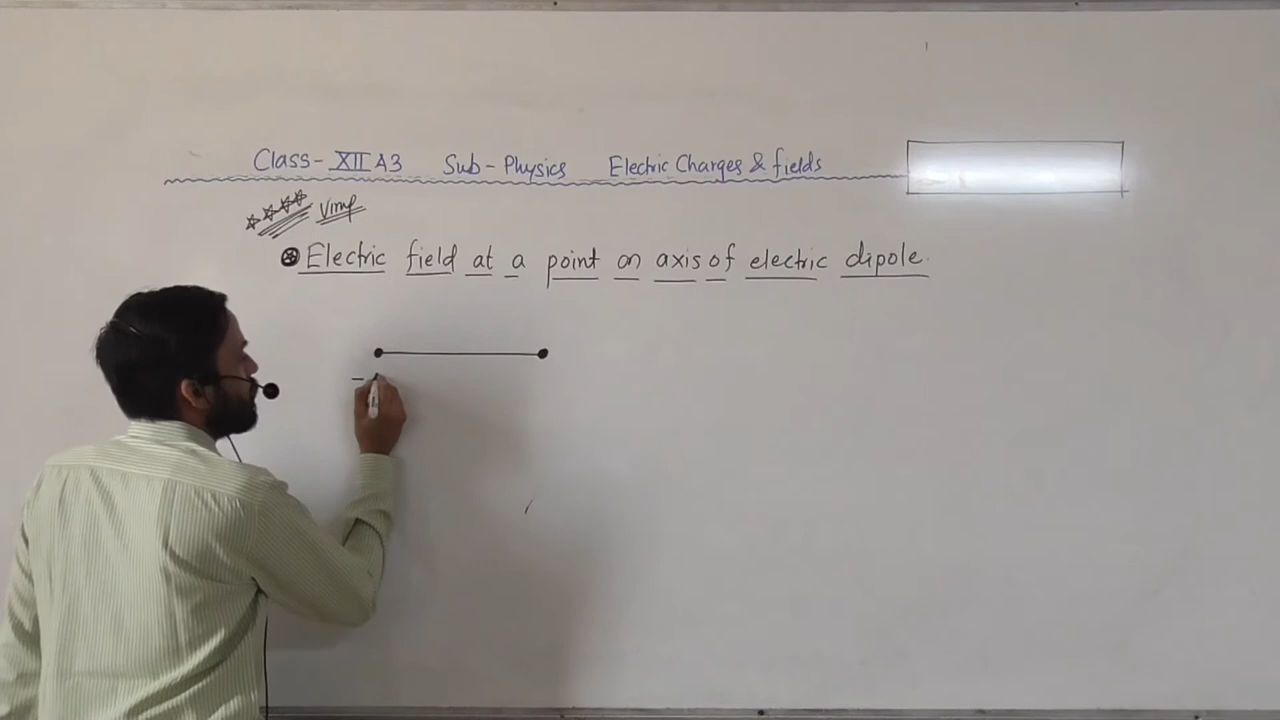 Class- XII A3 Sub- Physics Electric Charges & fields
Vimp
Electric field at a point on axis of electric dipole.
-